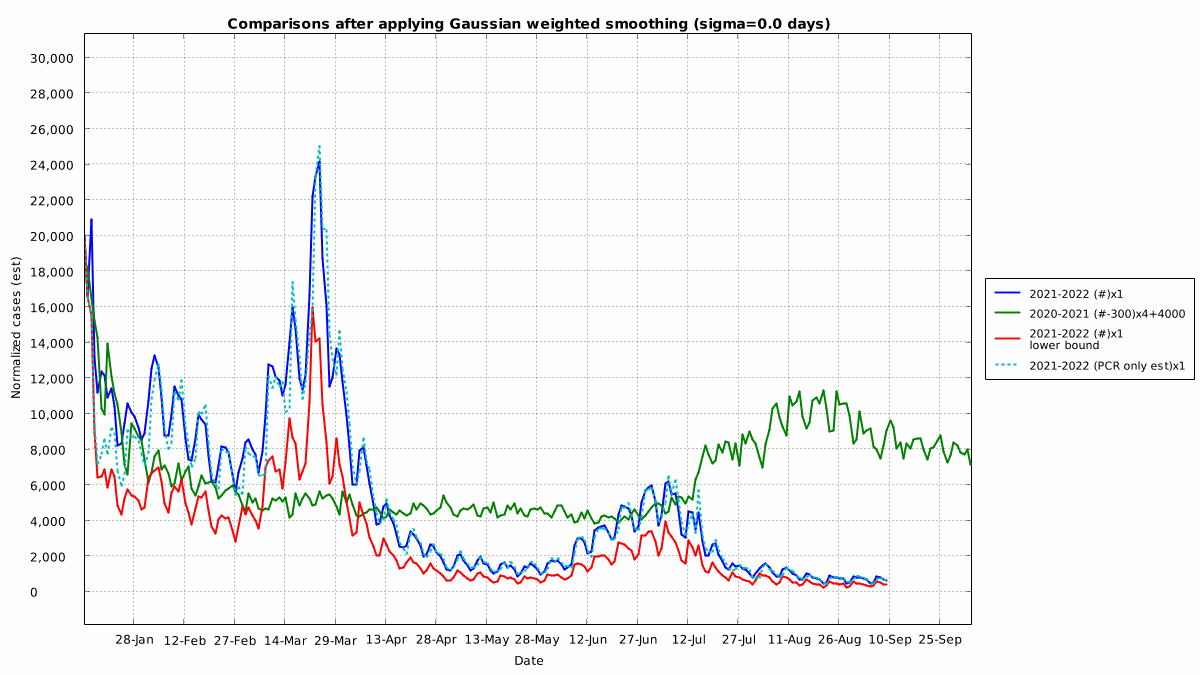 Comparisons after applying Gaussian weighted smoothing (sigma=0.0 days)
Normalized cases (est)
30,000
28,000
26,000
24,000
22,000
20,000
18,000
16,000
14,000
12,000
10,000
8,000
6,000
4,000
2,000
0
28-Jan
12-Feb
27-Feb
14-Mar
29-Mar
13-Apr
28-Apr
13-May
28-May
12-Jun
27-Jun
12-Jul
27-Jul
11-Aug
26-Aug
10-Sep
25-Sep
Date
2021-2022 (#)x1
2020-2021 (#-300)x4+4000
2021-2022 (#)x1
lower bound
2021-2022 (PCR only est)x1